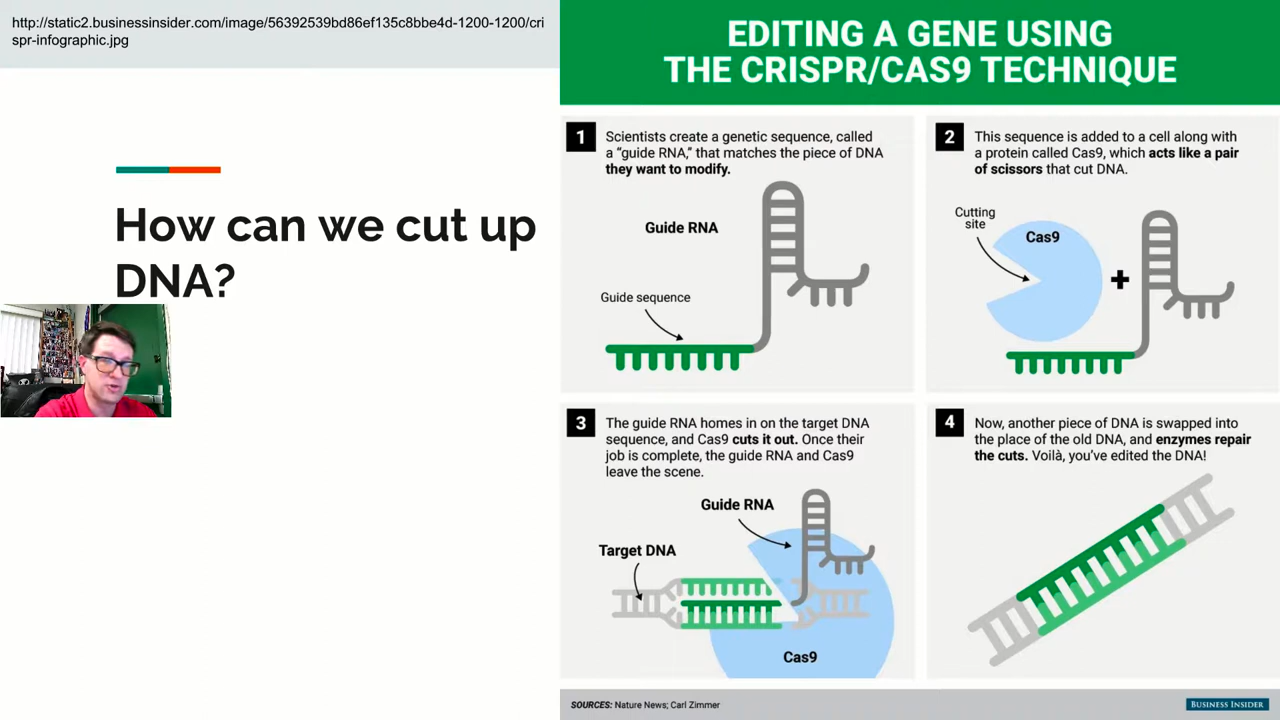 http://static2.businessinsider.com/image/56392539bd86ef135c8bbe4d-1200-1200/cri
spr-infographic.jpg
How can we cut up
DNA?
EDITING A GENE USING
THE CRISPR/CAS9 TECHNIQUE
1
Scientists create a genetic sequence, called
a “guide RNA,” that matches the piece of DNA
they want to modify.
Guide RNA
Guide sequence
2
This sequence is added to a cell along with
a protein called Cas9, which acts like a pair
of scissors that cut DNA.
Cutting
site
Cas9
+
3
The guide RNA homes in on the target DNA
sequence, and Cas9 cuts it out. Once their
job is complete, the guide RNA and Cas9
leave the scene.
Guide RNA
Target DNA
Cas9
4
Now, another piece of DNA is swapped into
the place of the old DNA, and enzymes repair
the cuts. Voilà, you’ve edited the DNA!
SOURCES: Nature News; Carl Zimmer
BUSINESS INSIDER